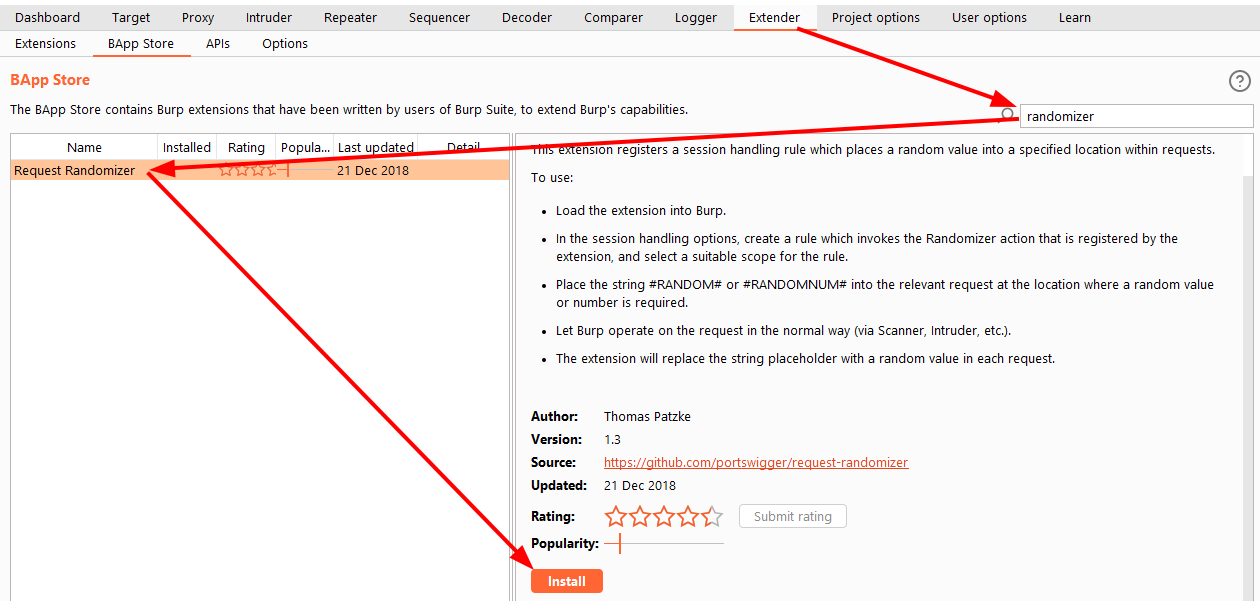 Dashboard Target Proxy Intruder Repeater Sequencer Decoder Comparer Logger Extender Project options User options Learn
Extensions BApp Store APIs Options
BApp Store
?
The BApp Store contains Burp extensions that have been written by users of Burp Suite, to extend Burp's capabilities.
randomizer
Name Installed Rating Popula... Last updated Detail
Request Randomizer 21 Dec 2018
This extension registers a session handling rule which places a random value into a specified location within requests.
To use:
• Load the extension into Burp.
• In the session handling options, create a rule which invokes the Randomizer action that is registered by the
extension, and select a suitable scope for the rule.
• Place the string #RANDOM# or #RANDOMNUM# into the relevant request at the location where a random value
or number is required.
• Let Burp operate on the request in the normal way (via Scanner, Intruder, etc.).
• The extension will replace the string placeholder with a random value in each request.
Author: Thomas Patzke
Version: 1.3
Source: https://github.com/portswigger/request-randomizer
Updated: 21 Dec 2018
Rating: Submit rating
Popularity:
Install